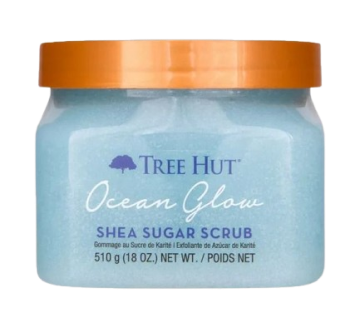 TREE HUT
Ocean Glow
SHEA SUGAR SCRUB
Gommage au Sucre de Karité | Exfoliante de Azúcar de Karité
510 g (18 OZ.) NET WT. / POIDS NET